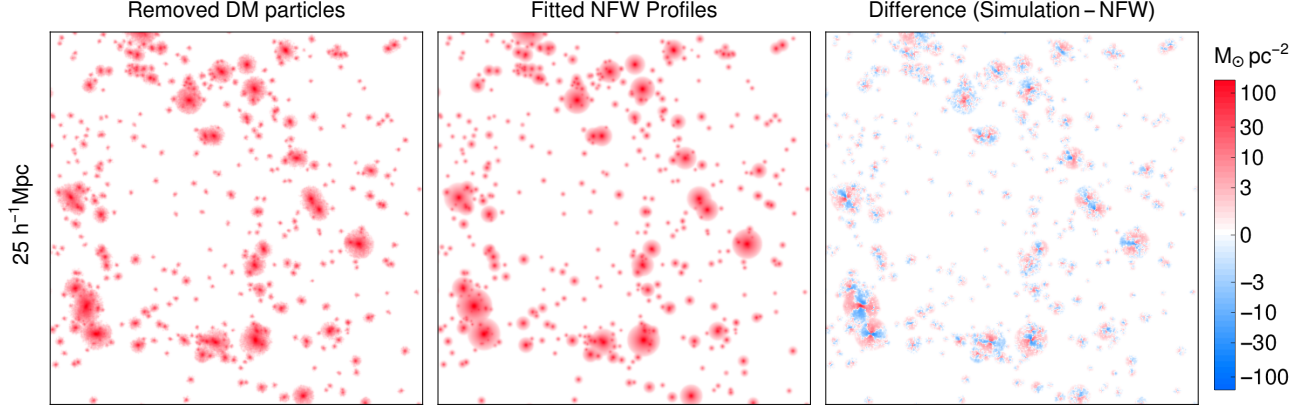 Removed DM particles
Fitted NFW Profiles
Difference (Simulation – NFW)
25 h⁻¹Mpc
M⊙ pc⁻²
100
30
10
3
0
−3
−10
−30
−100